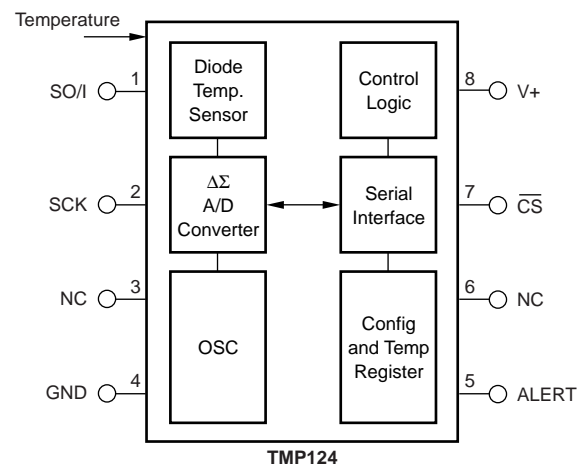 Temperature
1
SO/I
2
SCK
3
NC
4
GND
Diode
Temp.
Sensor
ΔΣ
A/D
Converter
OSC
Control
Logic
Serial
Interface
Config
and Temp
Register
8
V+
7
C̅S̅
6
NC
5
ALERT
TMP124